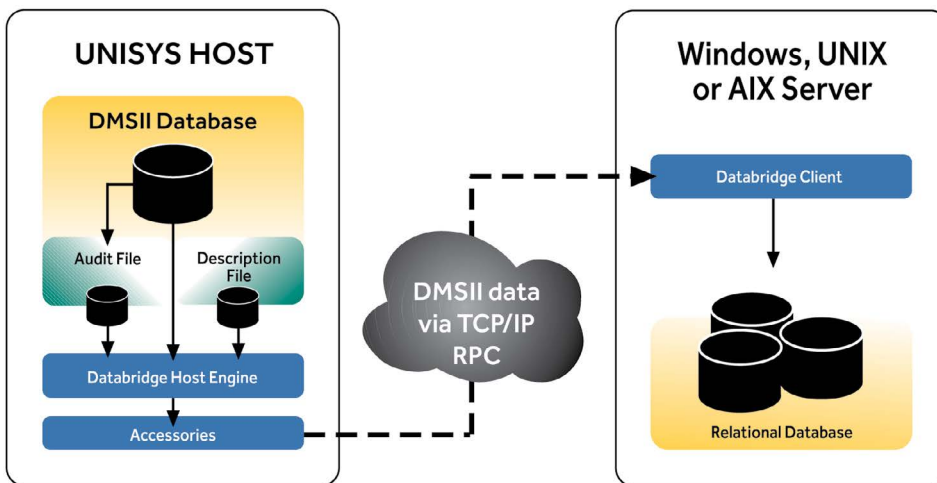 UNISYS HOST
DMSII Database
Audit File
Description
File
Databridge Host Engine
Accessories
DMSII data
via TCP/IP
RPC
Windows, UNIX
or AIX Server
Databridge Client
Relational Database